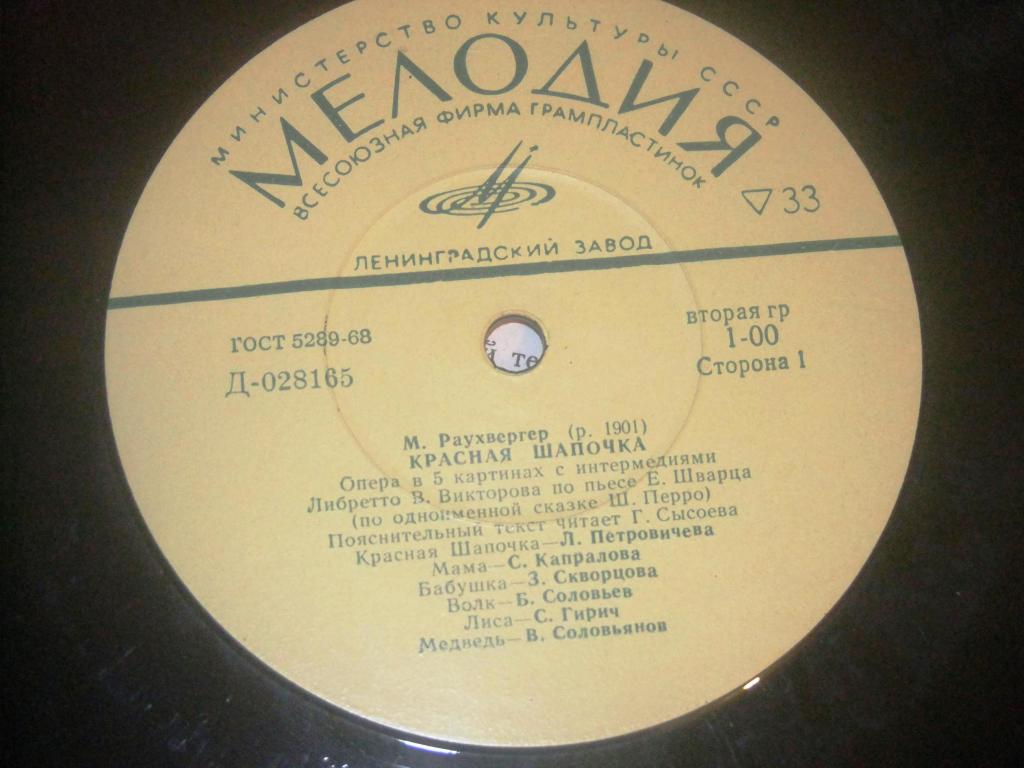 МИНИСТЕРСТВО КУЛЬТУРЫ СССР
МЕЛОДИЯ
ВСЕСОЮЗНАЯ ФИРМА ГРАМПЛАСТИНОК
▽ 33
ЛЕНИНГРАДСКИЙ ЗАВОД
ГОСТ 5289-68
Д-028165
вторая гр
1-00
Сторона 1
й те
М. Раухвергер (р. 1901)
КРАСНАЯ ШАПОЧКА
Опера в 5 картинах с интермедиями
Либретто В. Викторова по пьесе Е. Шварца
(по одноименной сказке Ш. Перро)
Пояснительный текст читает Г. Сысоева
Красная Шапочка—Л. Петровичева
Мама—С. Капралова
Бабушка—З. Скворцова
Волк—Б. Соловьев
Лиса—С. Гирич
Медведь—В. Соловьянов